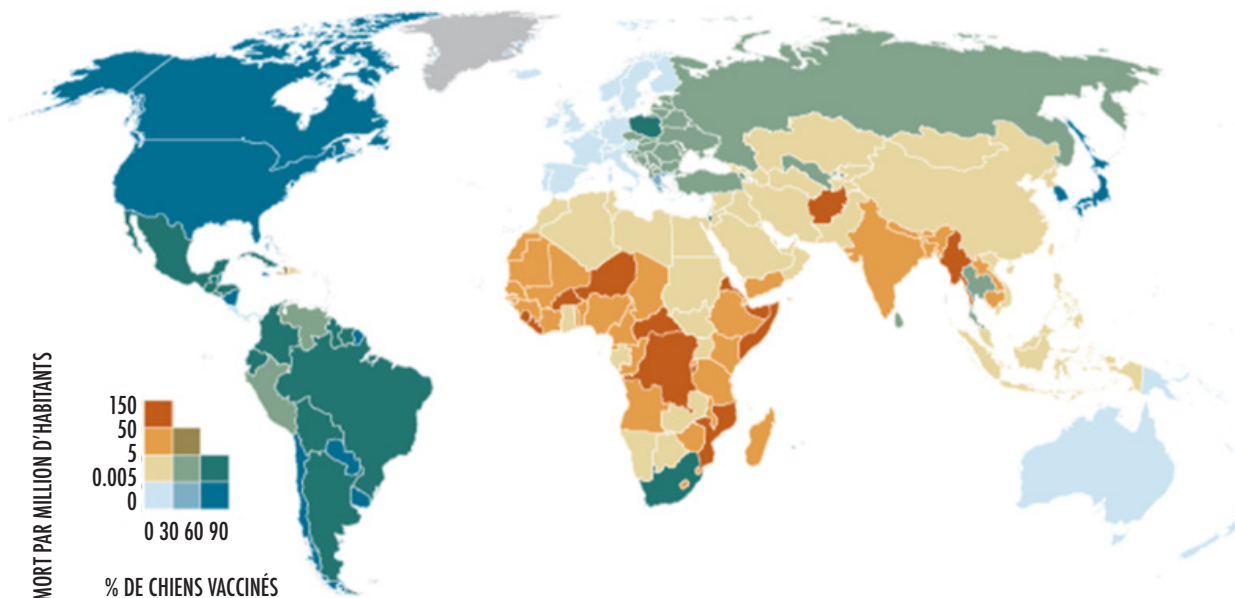 MORT PAR MILLION D'HABITANTS
150
50
5
0.005
0
0 30 60 90
% DE CHIENS VACCINÉS